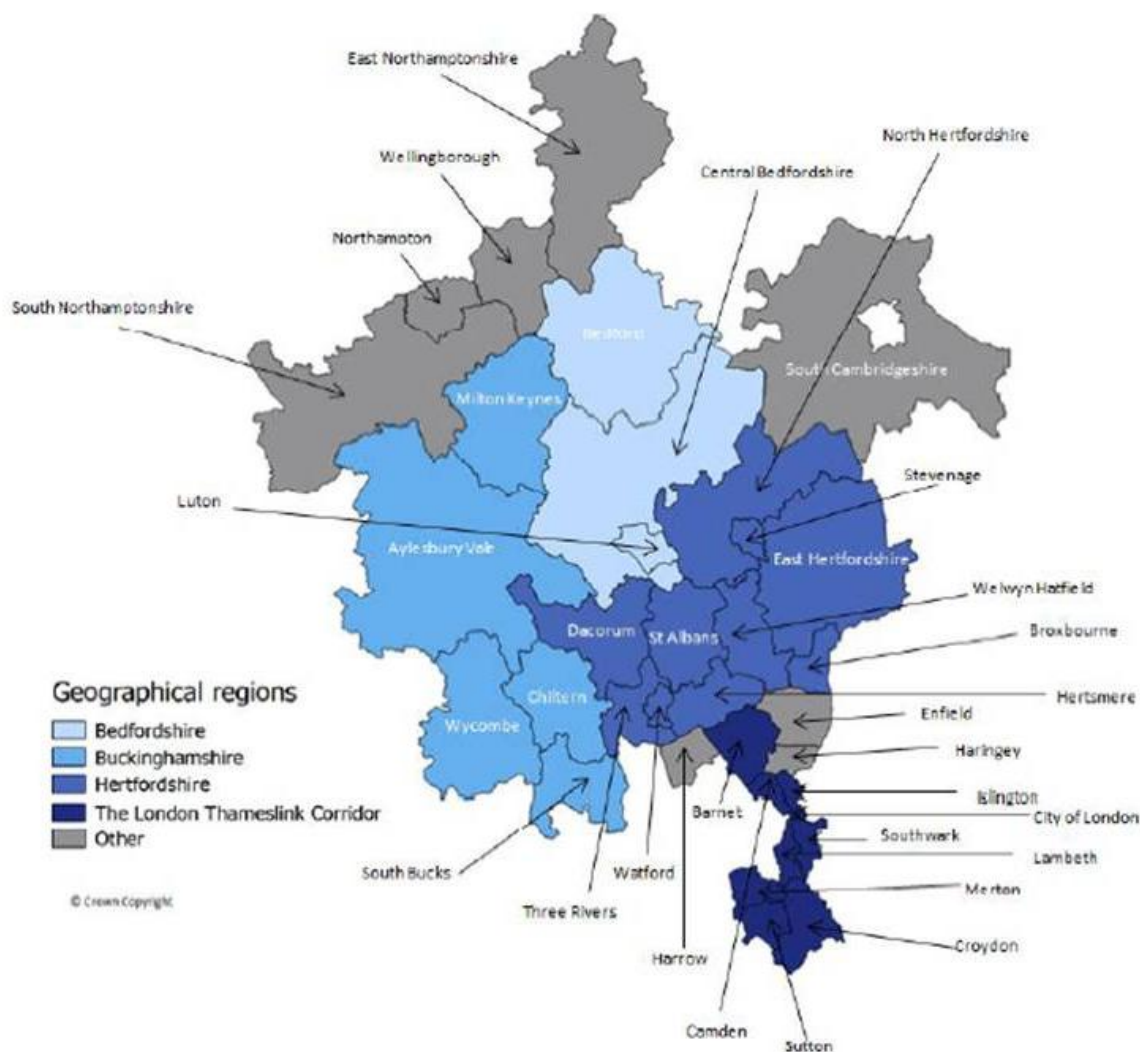 East Northamptonshire
North Hertfordshire
Wellingborough
Central Bedfordshire
Northampton
South Northamptonshire
Bedford
South Cambridgeshire
Milton Keynes
Stevenage
Luton
Aylesbury Vale
East Hertfordshire
Welwyn Hatfield
Dacorum
St Albans
Broxbourne
Geographical regions
Chiltern
Hertsmere
Wycombe
Enfield
Bedfordshire
Buckinghamshire
Haringey
Hertfordshire
Islington
The London Thameslink Corridor
Barnet
City of London
Other
Southwark
South Bucks
Watford
Lambeth
© Crown Copyright
Merton
Three Rivers
Croydon
Harrow
Camden
Sutton